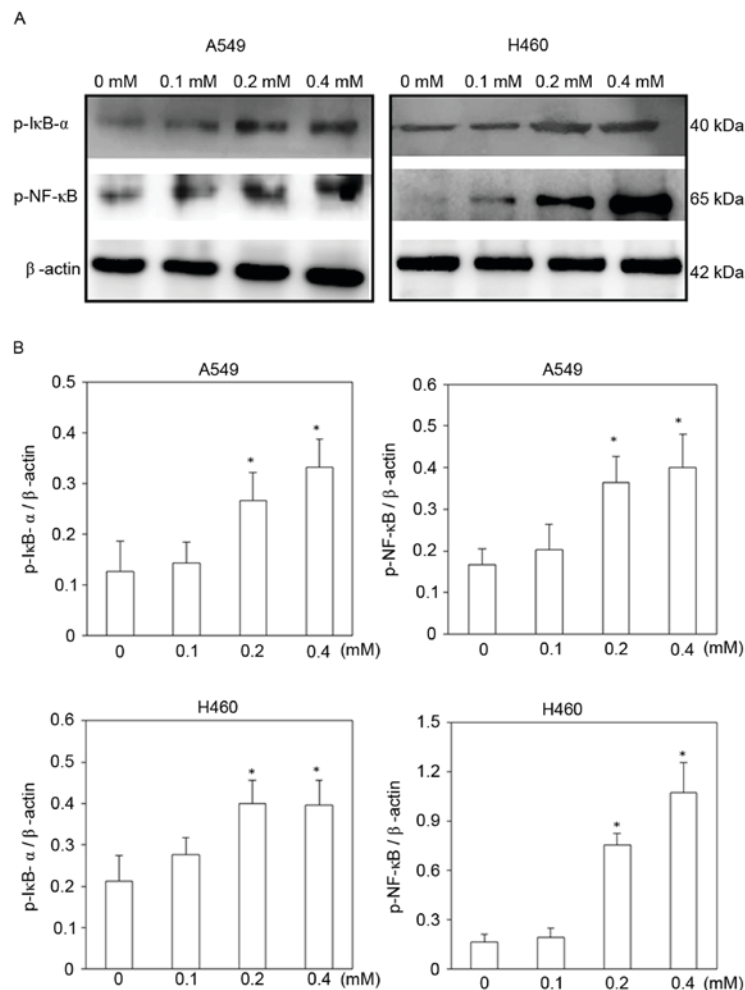 A
A549 H460
0 mM 0.1 mM 0.2 mM 0.4 mM 0 mM 0.1 mM 0.2 mM 0.4 mM
p-IκB-α 40 kDa
p-NF-κB 65 kDa
β-actin 42 kDa
B
A549
p-IκB-α / β-actin
0.5
0.4
0.3
0.2
0.1
0
0 0.1 0.2 0.4 (mM)
* *
A549
p-NF-κB / β-actin
0.6
0.5
0.4
0.3
0.2
0.1
0
0 0.1 0.2 0.4 (mM)
* *
H460
p-IκB-α / β-actin
0.6
0.5
0.4
0.3
0.2
0.1
0
0 0.1 0.2 0.4 (mM)
* *
H460
p-NF-κB / β-actin
1.5
1.2
0.9
0.6
0.3
0
0 0.1 0.2 0.4 (mM)
* *